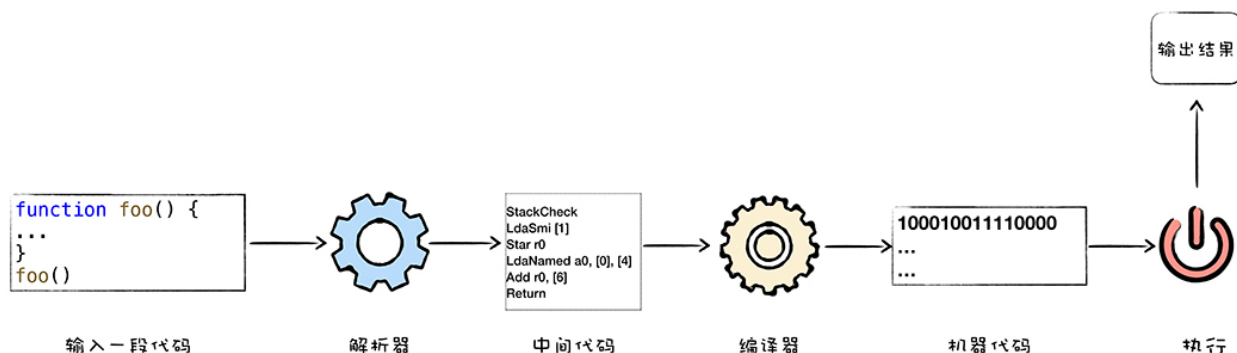 输出结果
function foo() {
...
}
foo()
StackCheck
LdaSmi [1]
Star r0
LdaNamed a0, [0], [4]
Add r0, [6]
Return
100010011110000
...
...
输入一段代码
解析器
中间代码
编译器
机器代码
执行